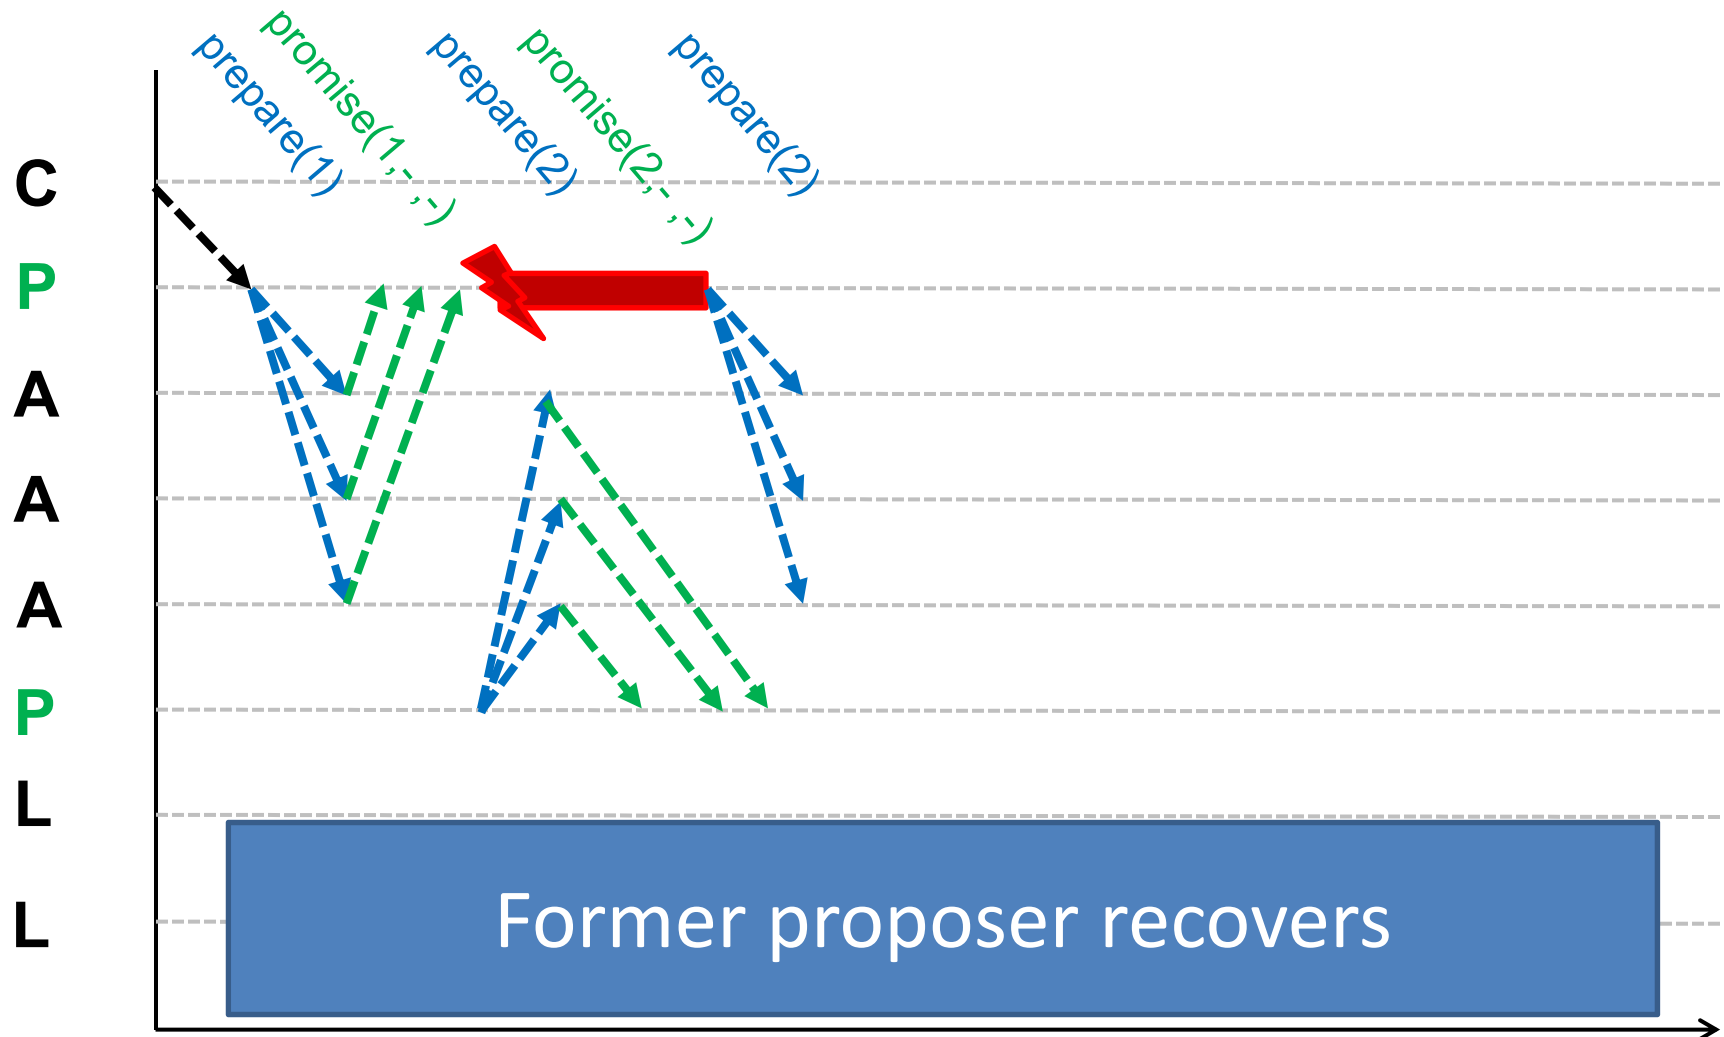 prepare(1)
promise(1,-,-)
prepare(2)
promise(2,-,-)
prepare(2)
C
P
A
A
A
P
L
L
Former proposer recovers